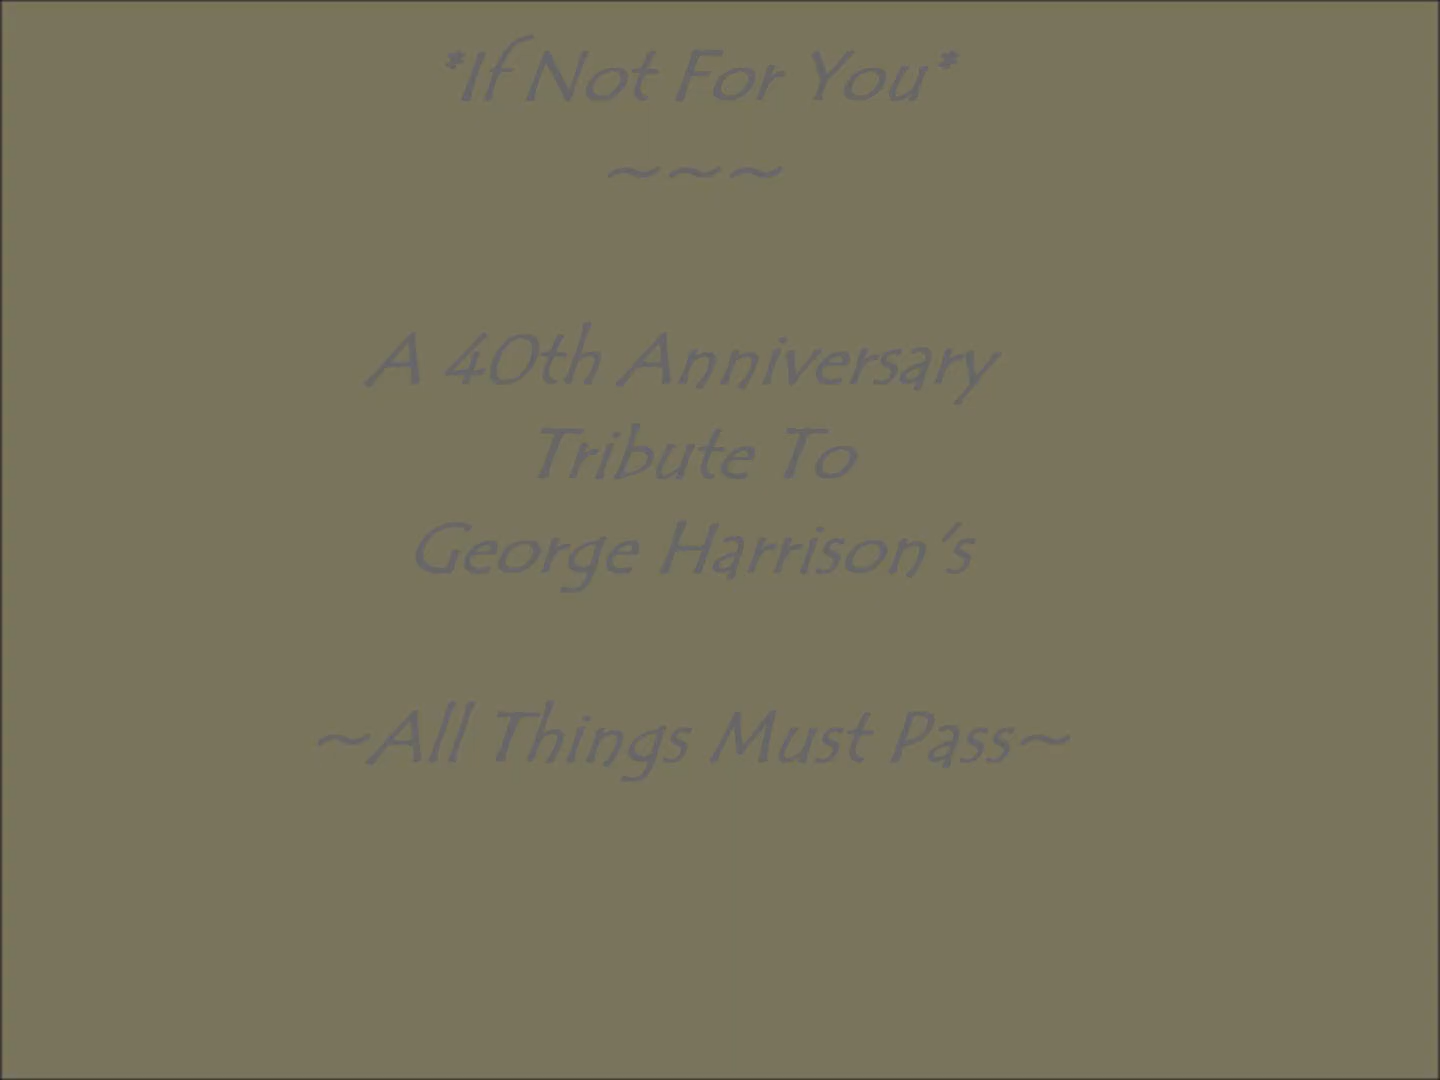 *If Not For You*
~~~
A 40th Anniversary
Tribute To
George Harrison's
~All Things Must Pass~